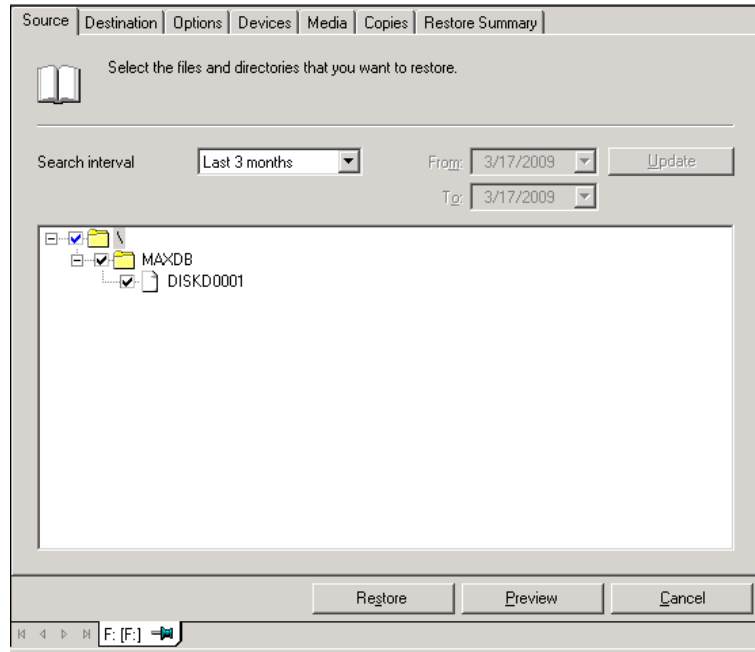 Source Destination Options Devices Media Copies Restore Summary
Select the files and directories that you want to restore.
Search interval Last 3 months From: 3/17/2009 Update
To: 3/17/2009
\
MAXDB
DISKD0001
Restore Preview Cancel
F: [F:]